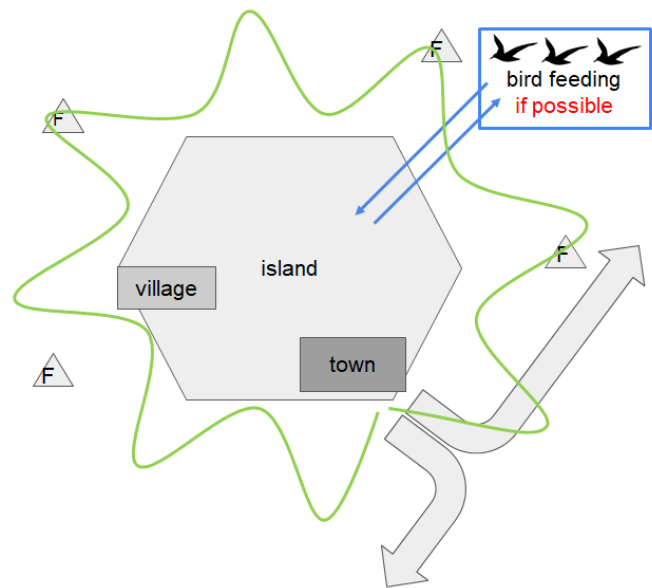 F
bird feeding
if possible
F
F
island
village
town
F